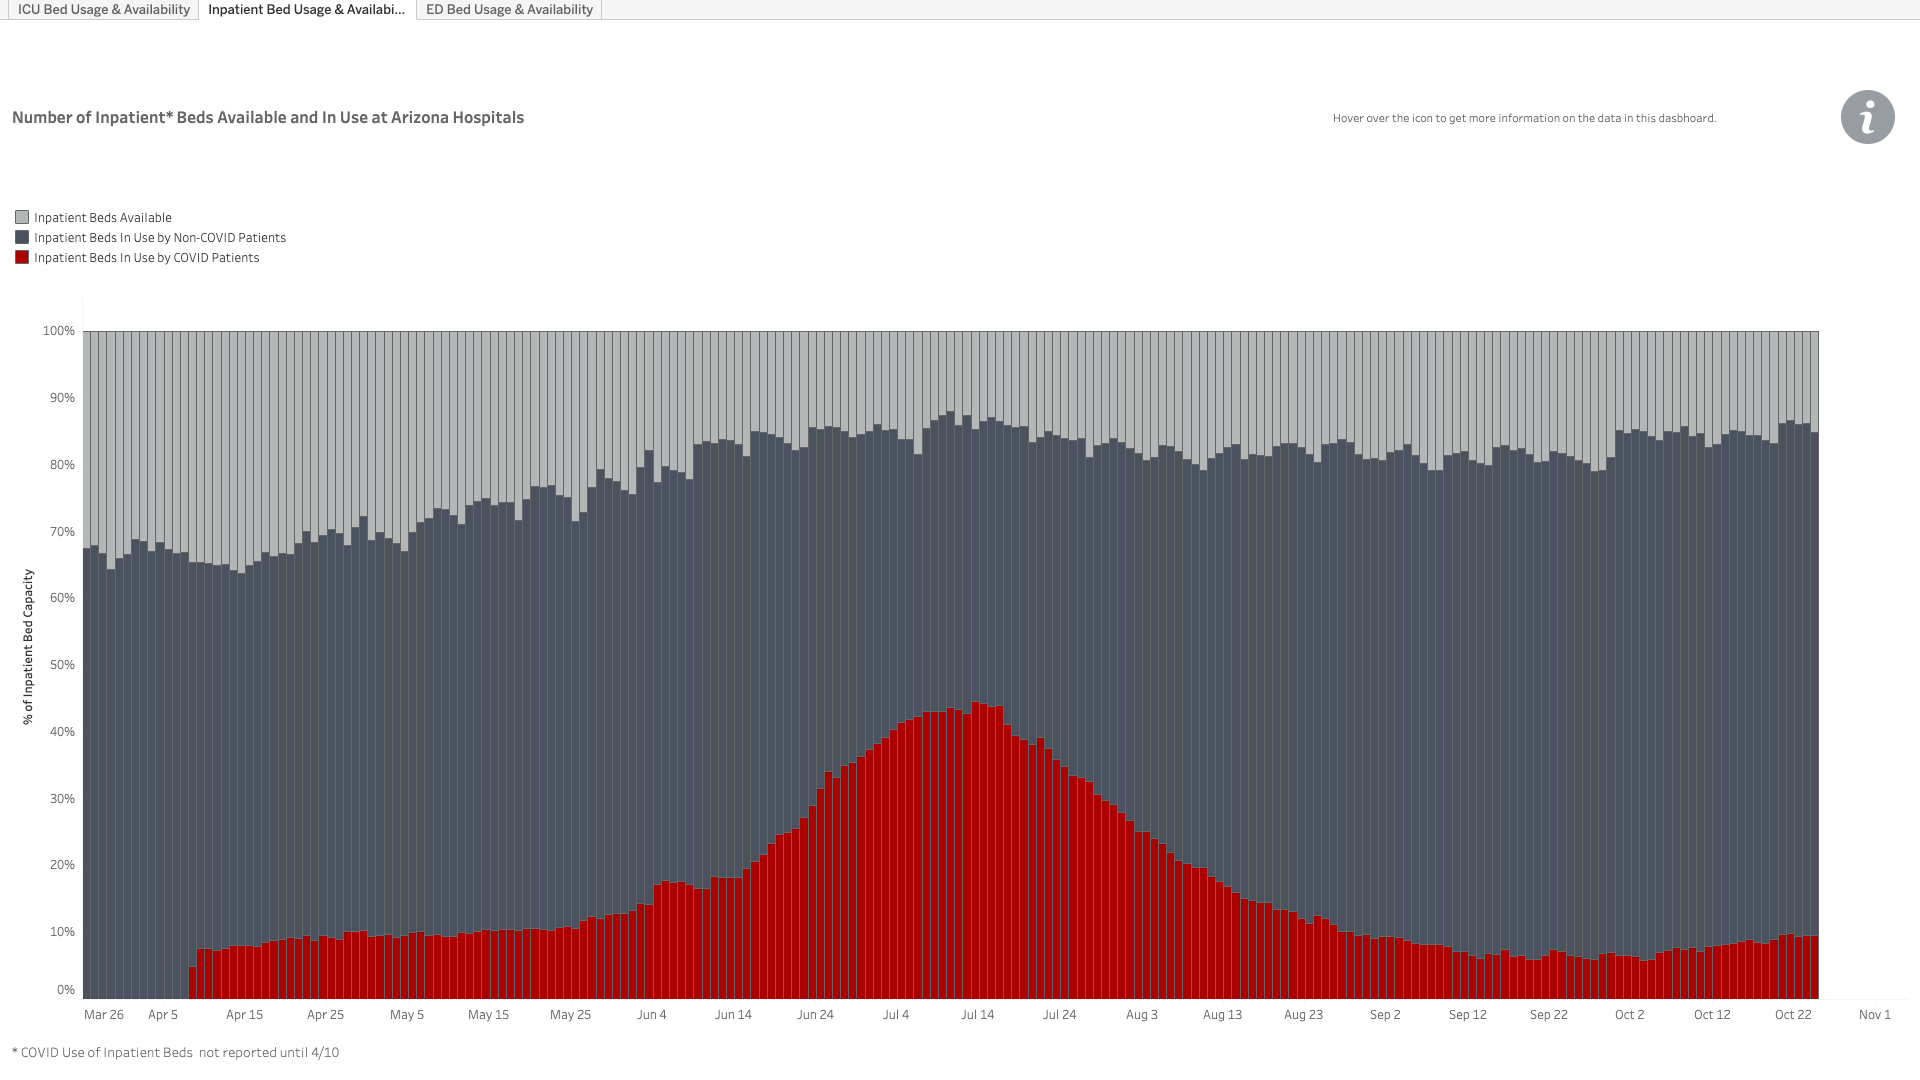 ICU Bed Usage & Availability
Inpatient Bed Usage & Availabi...
ED Bed Usage & Availability
Number of Inpatient* Beds Available and In Use at Arizona Hospitals
Hover over the icon to get more information on the data in this dasbhoard.
i
Inpatient Beds Available
Inpatient Beds In Use by Non-COVID Patients
Inpatient Beds In Use by COVID Patients
% of Inpatient Bed Capacity
100%
90%
80%
70%
60%
50%
40%
30%
20%
10%
0%
Mar 26 Apr 5 Apr 15 Apr 25 May 5 May 15 May 25 Jun 4 Jun 14 Jun 24 Jul 4 Jul 14 Jul 24 Aug 3 Aug 13 Aug 23 Sep 2 Sep 12 Sep 22 Oct 2 Oct 12 Oct 22 Nov 1
* COVID Use of Inpatient Beds not reported until 4/10